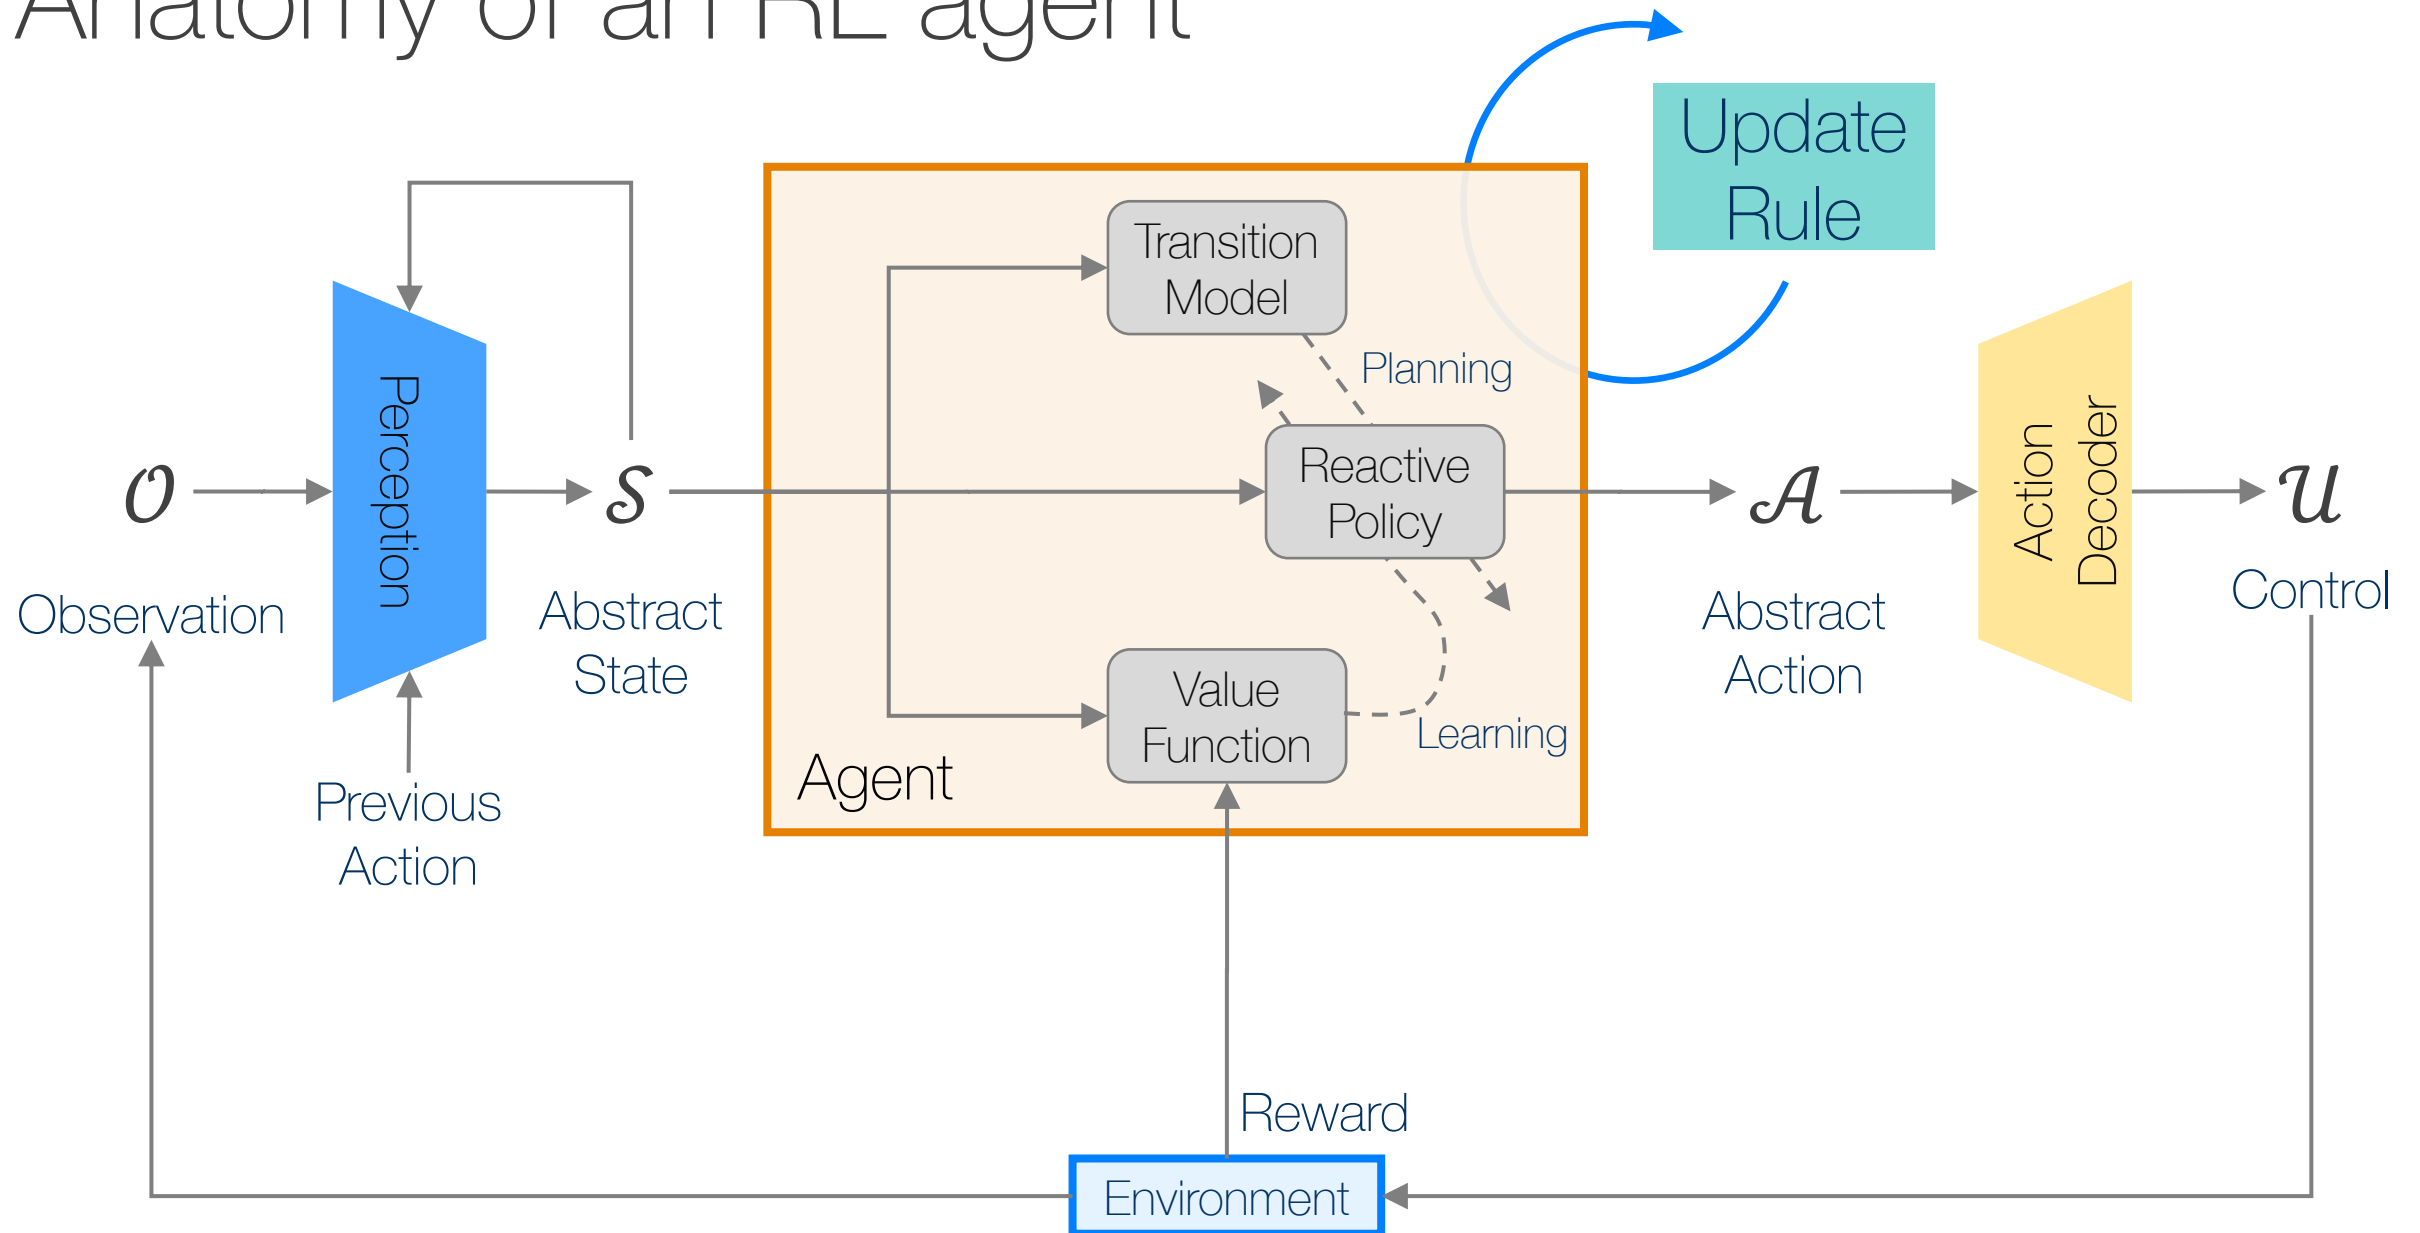 Anatomy of an RL agent
Update
Rule
Transition
Model
Planning
Perception
Reactive
Policy
Action
Decoder
𝒪
𝒮
𝒜
𝒰
Observation
Abstract
State
Abstract
Action
Control
Value
Function
Learning
Agent
Previous
Action
Reward
Environment